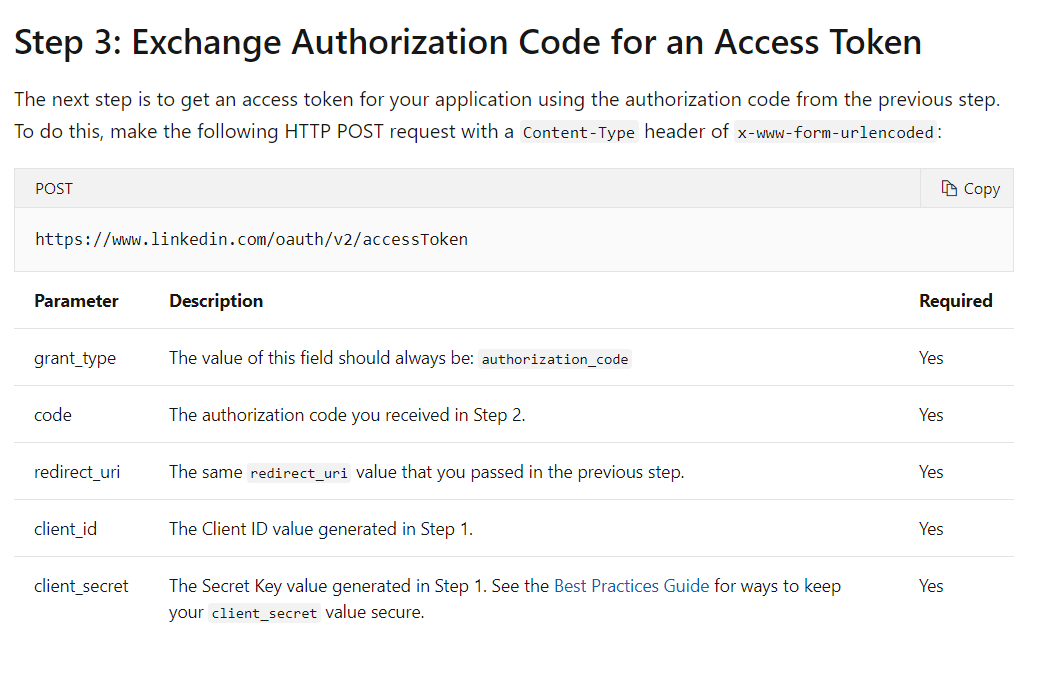 Step 3: Exchange Authorization Code for an Access Token
The next step is to get an access token for your application using the authorization code from the previous step.
To do this, make the following HTTP POST request with a Content-Type header of x-www-form-urlencoded:
POST Copy
https://www.linkedin.com/oauth/v2/accessToken
Parameter Description Required
grant_type The value of this field should always be: authorization_code Yes
code The authorization code you received in Step 2. Yes
redirect_uri The same redirect_uri value that you passed in the previous step. Yes
client_id The Client ID value generated in Step 1. Yes
client_secret The Secret Key value generated in Step 1. See the Best Practices Guide for ways to keep Yes
your client_secret value secure.